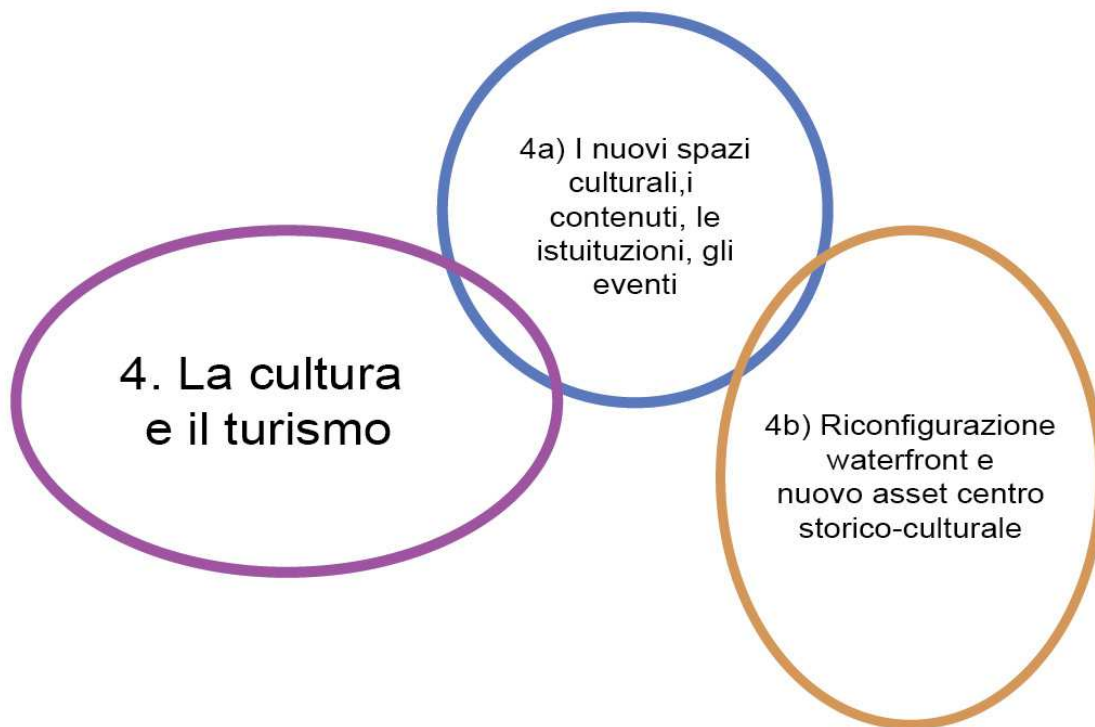 4a) I nuovi spazi
culturali,i
contenuti, le
istuituzioni, gli
eventi
4. La cultura
e il turismo
4b) Riconfigurazione
waterfront e
nuovo asset centro
storico-culturale